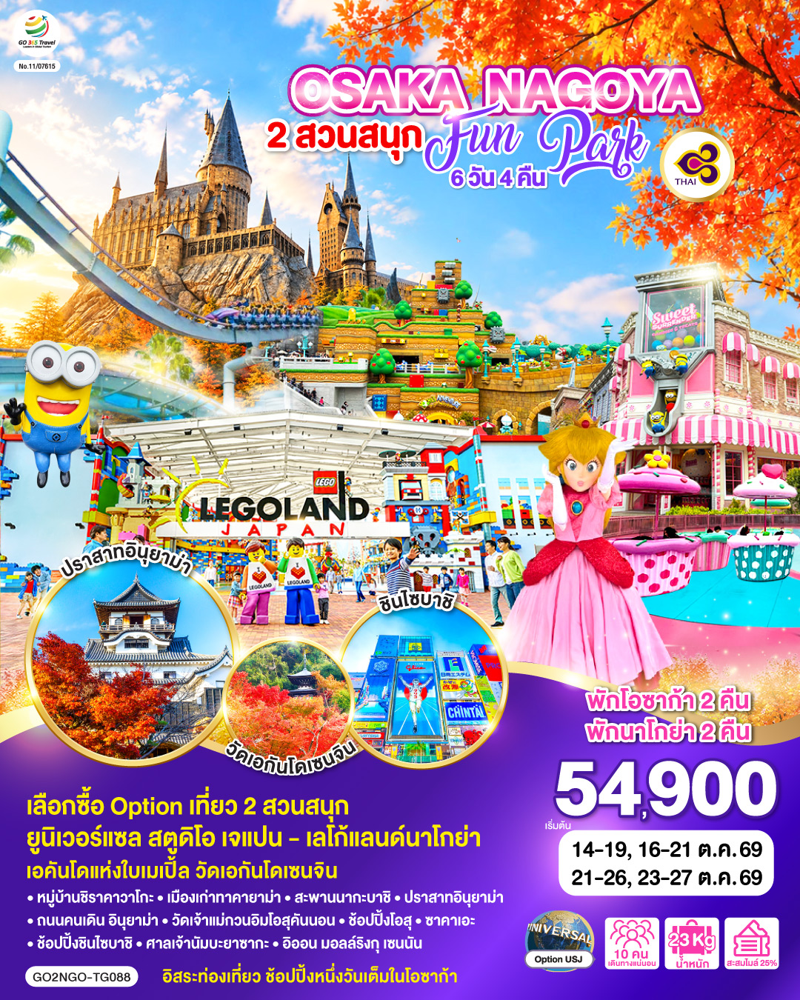 GO 365 Travel
Leaders in Global Tourism
No.11/07615
OSAKA NAGOYA
2 สวนสนุก Fun Park
6 วัน 4 คืน
THAI
Sweet
SURRENDER
LEGO
LEGOLAND
JAPAN
I LEGOLAND
I LEGOLAND
ปราสาทอินุยาม่า
ชินไซบาชิ
วัดเอกันโดเซนจิน
glico
CHINTAI
พักโอซาก้า 2 คืน
พักนาโกย่า 2 คืน
54,900
เริ่มต้น
14-19, 16-21 ต.ค.69
21-26, 23-27 ต.ค.69
เลือกซื้อ Option เที่ยว 2 สวนสนุก
ยูนิเวอร์แซล สตูดิโอ เจแปน - เลโก้แลนด์นาโกย่า
เอคันโดแห่งใบเมเปิ้ล วัดเอกันโดเซนจิน
• หมู่บ้านชิราคาวาโกะ • เมืองเก่าทาคายาม่า • สะพานนากะบาชิ • ปราสาทอินุยาม่า
• ถนนคนเดิน อินุยาม่า • วัดเจ้าแม่กวนอิมโอสุคันนอน • ช้อปปิ้งโอสุ • ซาคาเอะ
• ช้อปปิ้งชินไซบาชิ • ศาลเจ้านัมบะยาซากะ • อิออน มอลล์ริงกุ เซนนัน
GO2NGO-TG088
อิสระท่องเที่ยว ช้อปปิ้งหนึ่งวันเต็มในโอซาก้า
UNIVERSAL
Option USJ
10 คน
เดินทางแน่นอน
23 Kg
น้ำหนัก
สะสมไมล์ 25%